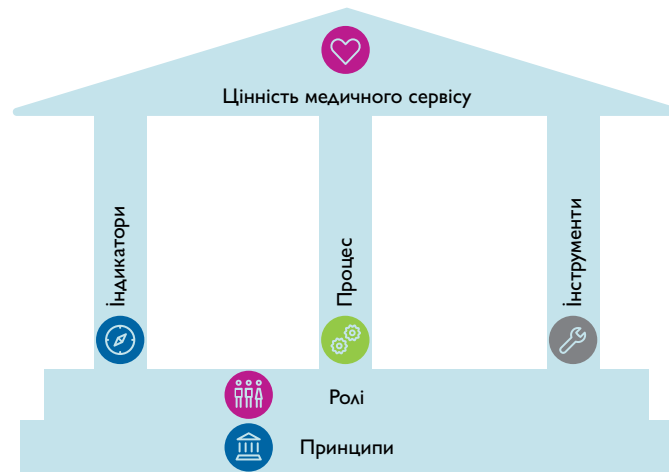 Цінність медичного сервісу
Індикатори
Процес
Інструменти
Ролі
Принципи